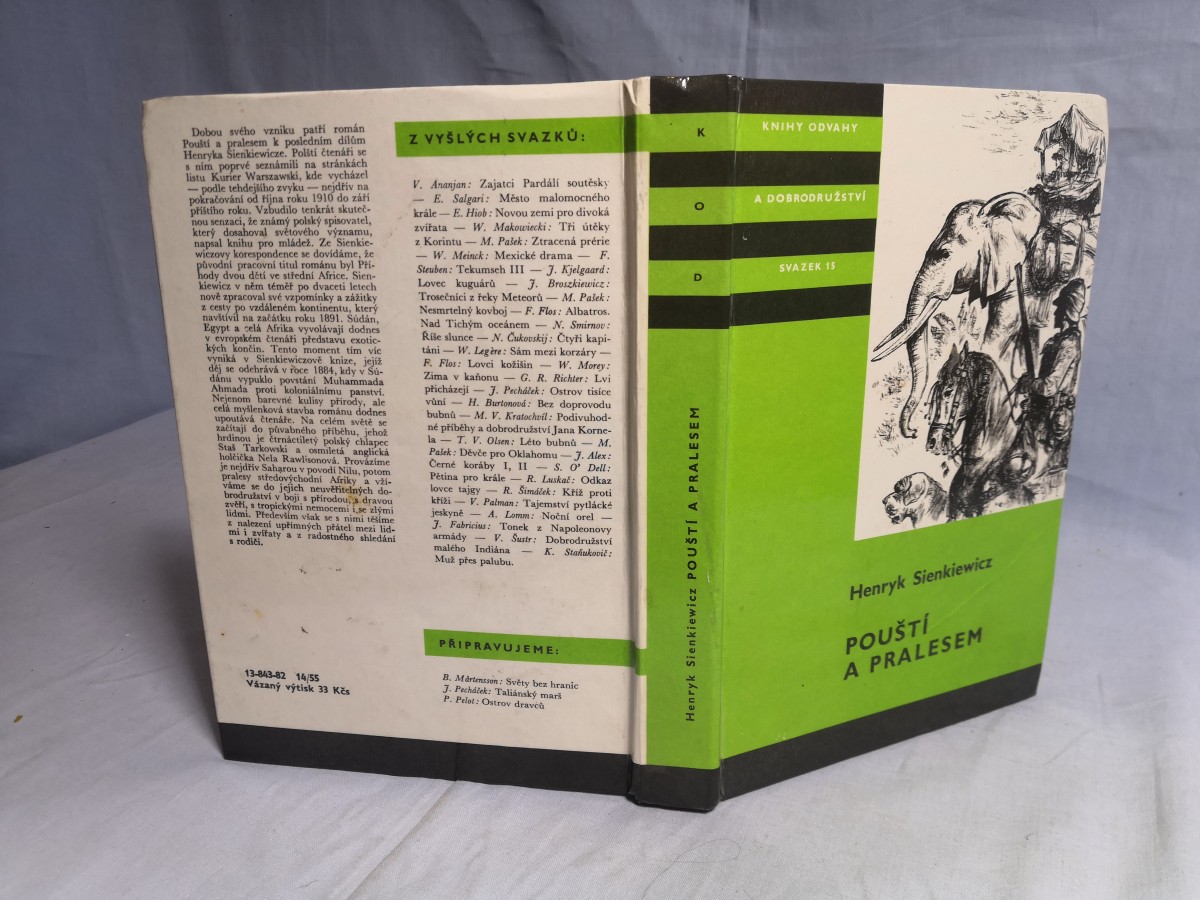 Dobou svého vzniku patří román
Pouští a pralesem k posledním dílům
Henryka Sienkiewicze. Polští čtenáři se
s ním poprvé seznámili na stránkách
listu Kurier Warszawski, kde vycházel
— podle tehdejšího zvyku — nejdřív na
pokračování od října roku 1910 do září
příštího roku. Vzbudilo tenkrát skuteč-
nou senzaci, že známý polský spisovatel,
který dosahoval světového významu,
napsal knihu pro mládež. Ze Sienkie-
wiczovy korespondence se dovídáme, že
původní pracovní titul románu byl Pří-
hody dvou dětí ve střední Africe. Sien-
kiewicz v něm téměř po dvaceti letech
nově zpracoval své vzpomínky a zážitky
z cesty po vzdáleném kontinentu, který
navštívil na začátku roku 1891. Súdán,
Egypt a celá Afrika vyvolávají dodnes
v evropském čtenáři představu exotic-
kých končin. Tento moment tím víc
vyniká v Sienkiewiczově knize, jejíž
děj se odehrává v roce 1884, kdy v Sú-
dánu vypuklo povstání Muhammada
Ahmada proti koloniálnímu panství.
Nejenom barevné kulisy přírody, ale
celá myšlenková stavba románu dodnes
upoutává čtenáře. Na celém světě se
začítají do půvabného příběhu, jehož
hrdinou je čtrnáctiletý polský chlapec
Staš Tarkowski a osmiletá anglická
holčička Nela Rawlisonová. Provázíme
je nejdřív Saharou v povodí Nilu, potom
pralesy středovýchodní Afriky a vží-
váme se do jejich neuvěřitelných do-
brodružství v boji s přírodou, s dravou
zvěří, s tropickými nemocemi i se zlými
lidmi. Především však se s nimi těšíme
z nalezení upřímných přátel mezi lid-
mi i zvířaty a z radostného shledání
s rodiči.
13-843-82 14/55
Vázaný výtisk 33 Kčs
Z VYŠLÝCH SVAZKŮ:
V. Ananjan: Zajatci Pardálí soutěsky
— E. Salgari: Město malomocného
krále — E. Hiob: Novou zemi pro divoká
zvířata — W. Makowiecki: Tři útěky
z Korintu — M. Pašek: Ztracená prérie
— W. Meinck: Mexické drama — F.
Steuben: Tekumseh III — J. Kjelgaard:
Lovec kuguárů — J. Broszkiewicz:
Trosečníci z řeky Meteorů — M. Pašek:
Nesmrtelný kovboj — F. Flos: Albatros.
Nad Tichým oceánem — N. Smirnov:
Říše slunce — N. Čukovskij: Čtyři kapi-
táni — W. Legère: Sám mezi korzáry —
F. Flos: Lovci kožišin — W. Morey:
Zima v kaňonu — G. R. Richter: Lvi
přicházejí — J. Pecháček: Ostrov tisíce
vůní — H. Burtonová: Bez doprovodu
bubnů — M. V. Kratochvíl: Podivuhod-
né příběhy a dobrodružství Jana Korne-
la — T. V. Olsen: Léto bubnů — M.
Pašek: Děvče pro Oklahomu — J. Alex:
Černé koráby I, II — S. O' Dell:
Pětina pro krále — R. Luskač: Odkaz
lovce tajgy — R. Šimáček: Kříž proti
kříži — V. Palman: Tajemství pytlácké
jeskyně — A. Lomm: Noční orel —
J. Fabricius: Tonek z Napoleonovy
armády — V. Šustr: Dobrodružství
malého Indiána — K. Staňukovič:
Muž přes palubu.
PŘIPRAVUJEME:
B. Mårtensson: Světy bez hranic
J. Pecháček: Taliánský marš
P. Pelot: Ostrov dravců
K
O
D
Henryk Sienkiewicz POUŠTÍ A PRALESEM
KNIHY ODVAHY
A DOBRODRUŽSTVÍ
SVAZEK 15
Henryk Sienkiewicz
POUŠTÍ
A PRALESEM